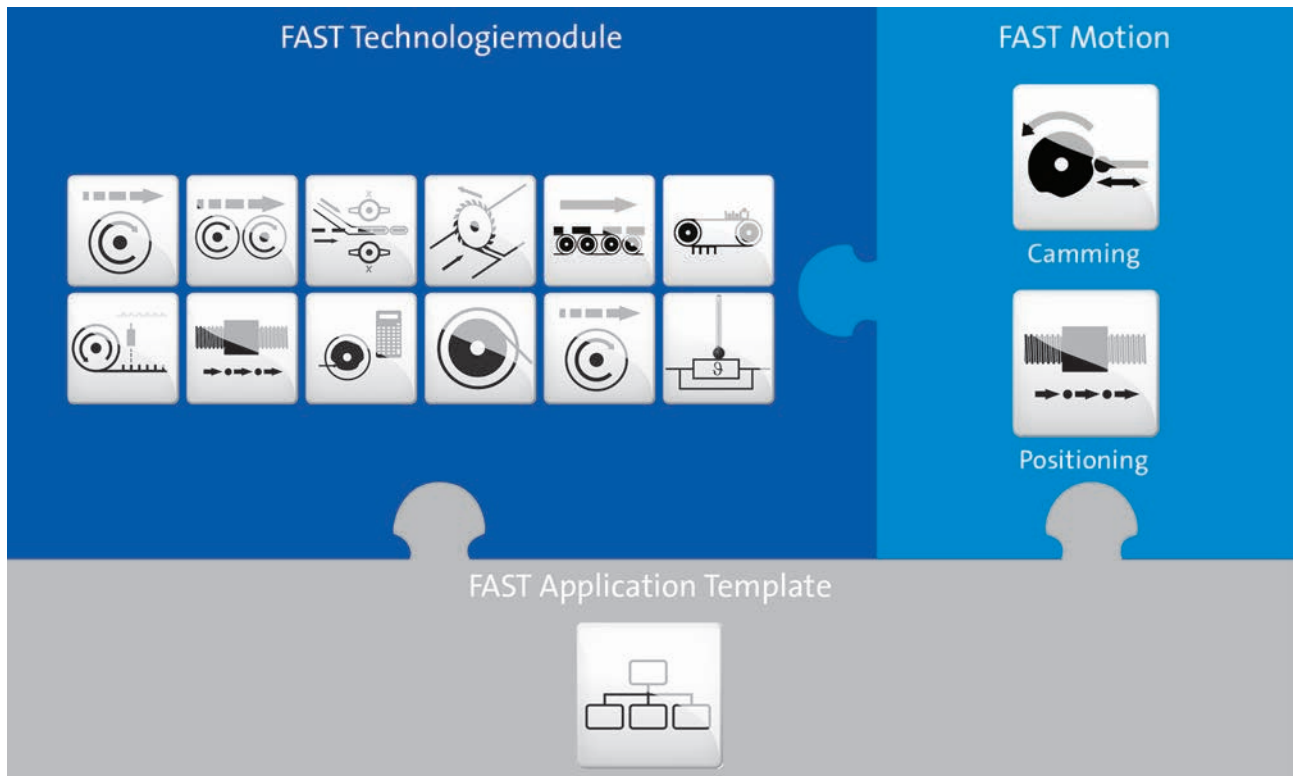 FAST Technologiemodule
FAST Motion
Camming
Positioning
FAST Application Template
x
x
ϑ